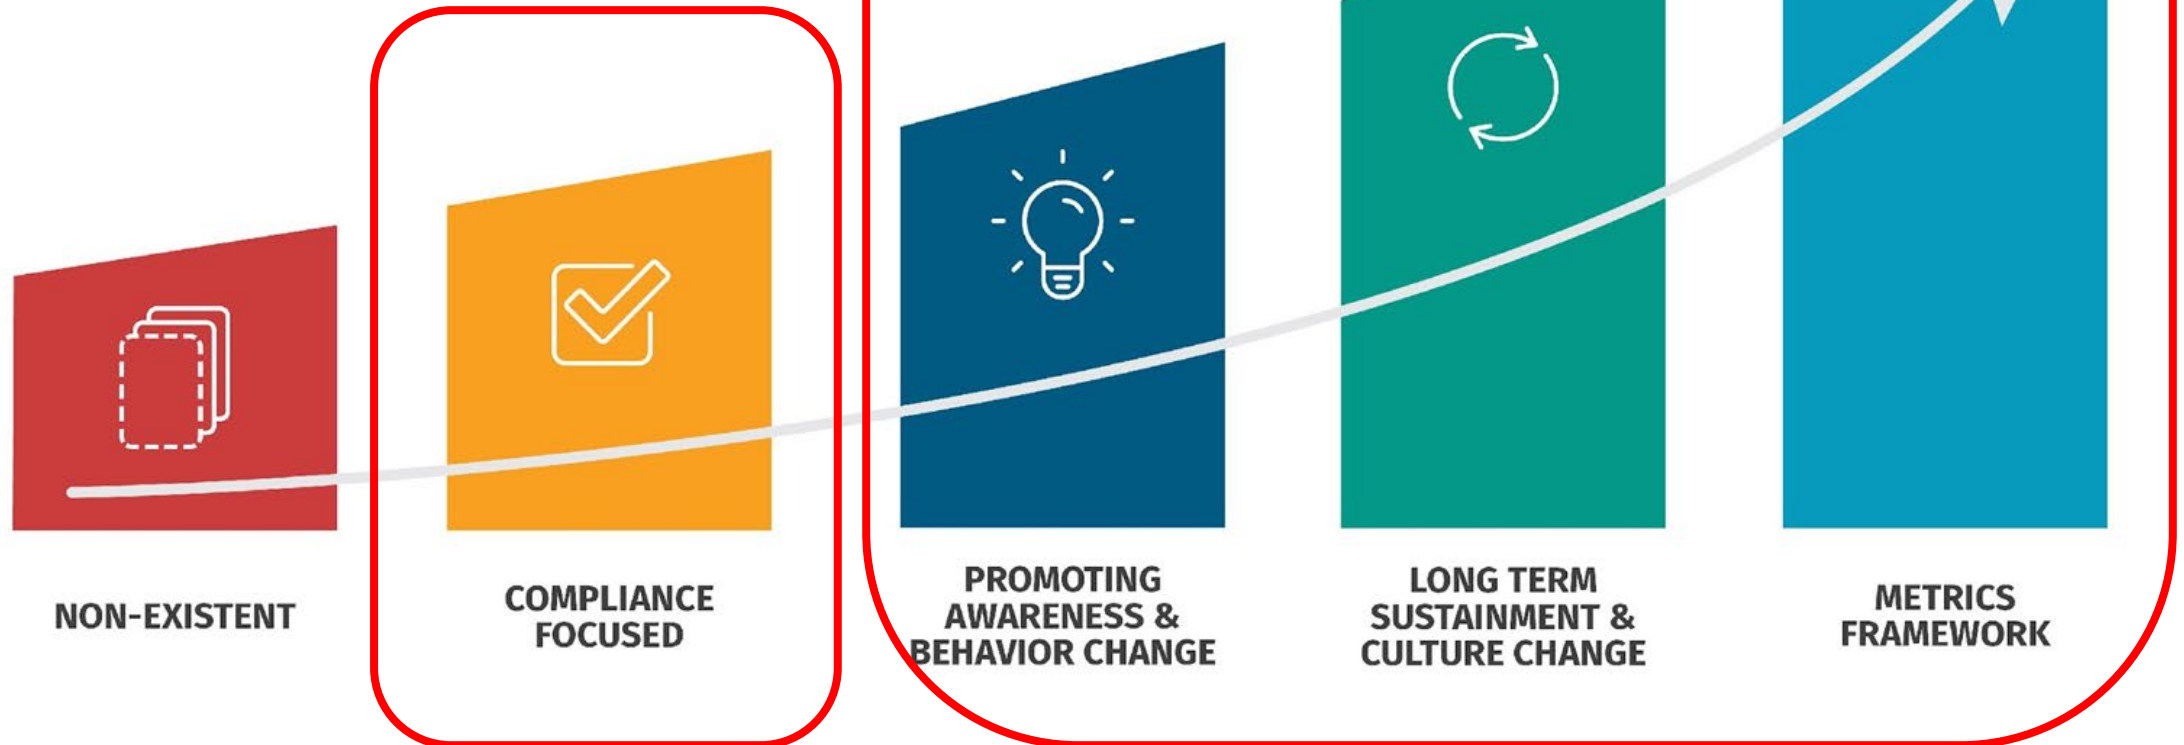 NON-EXISTENT
COMPLIANCE
FOCUSED
PROMOTING
AWARENESS &
BEHAVIOR CHANGE
LONG TERM
SUSTAINMENT &
CULTURE CHANGE
METRICS
FRAMEWORK